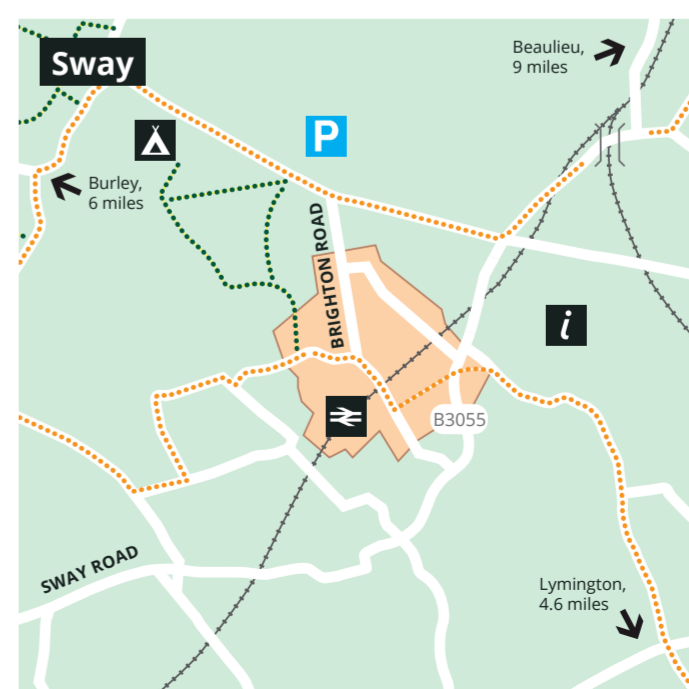 Sway
Beaulieu,
9 miles
P
Burley,
6 miles
BRIGHTON ROAD
i
B3055
SWAY ROAD
Lymington,
4.6 miles